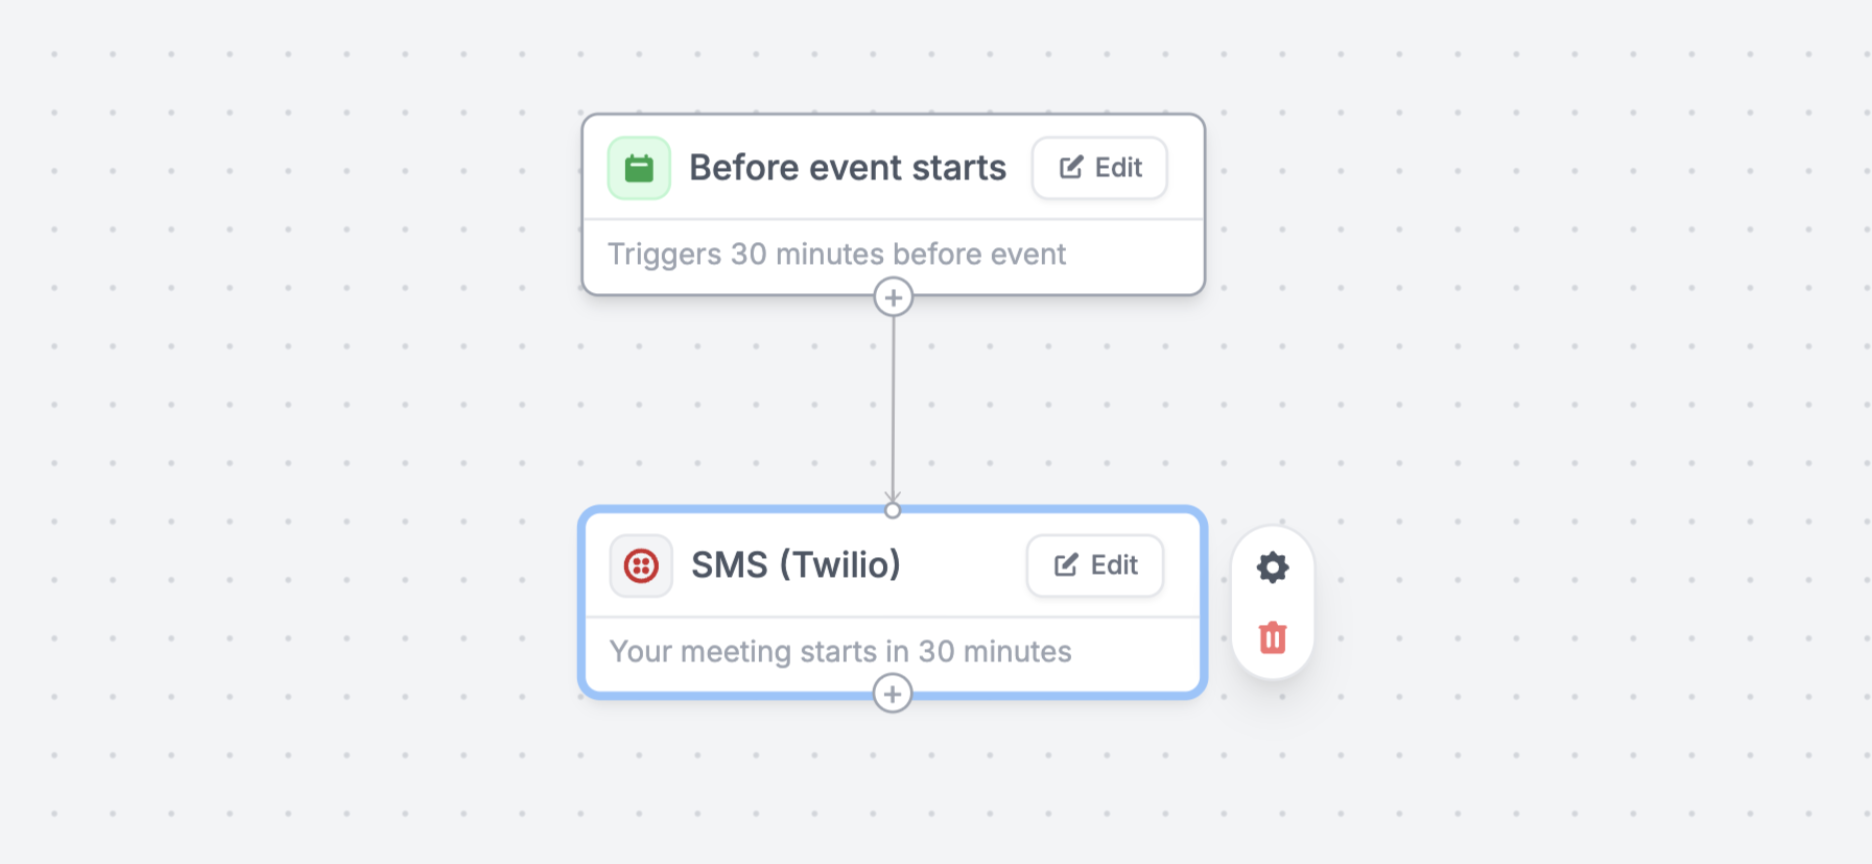 Before event starts
Edit
Triggers 30 minutes before event
SMS (Twilio)
Edit
Your meeting starts in 30 minutes